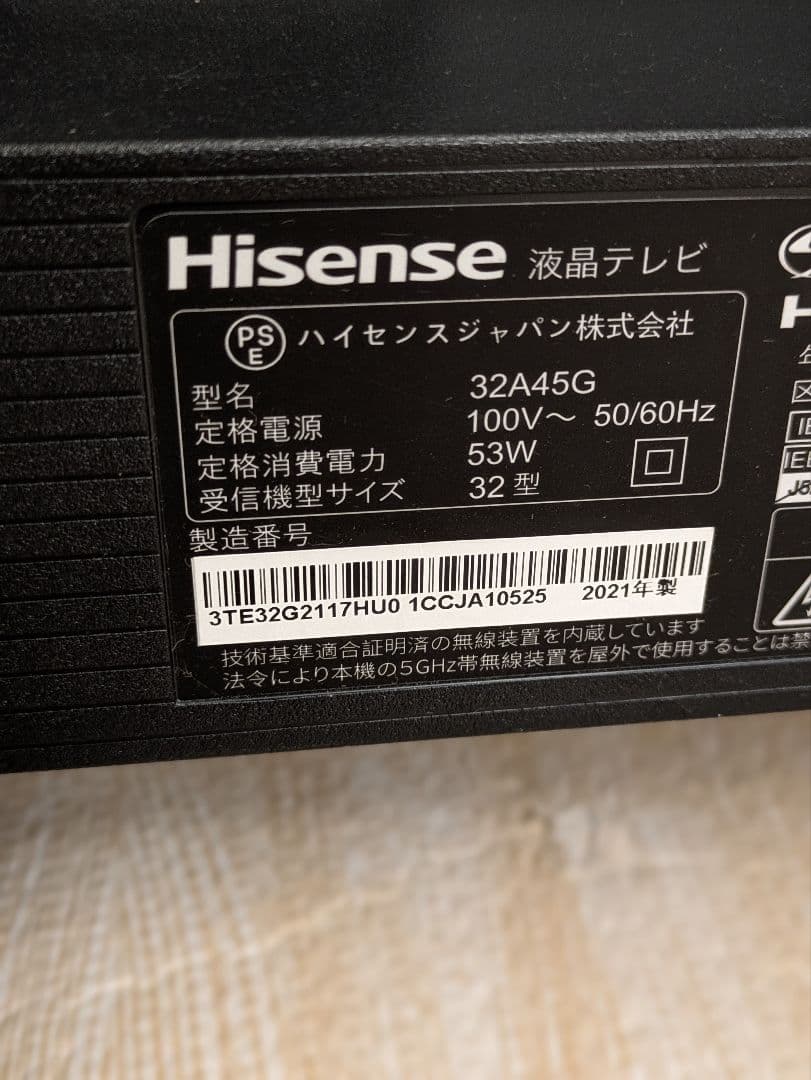 Hisense 液晶テレビ
PS E ハイセンスジャパン株式会社
型名 32A45G
定格電源 100V～ 50/60Hz
定格消費電力 53W
受信機型サイズ 32型
製造番号
3TE32G2117HU0 1CCJA10525 2021年製
技術基準適合証明済の無線装置を内蔵しています
法令により本機の5GHz帯無線装置を屋外で使用することは禁